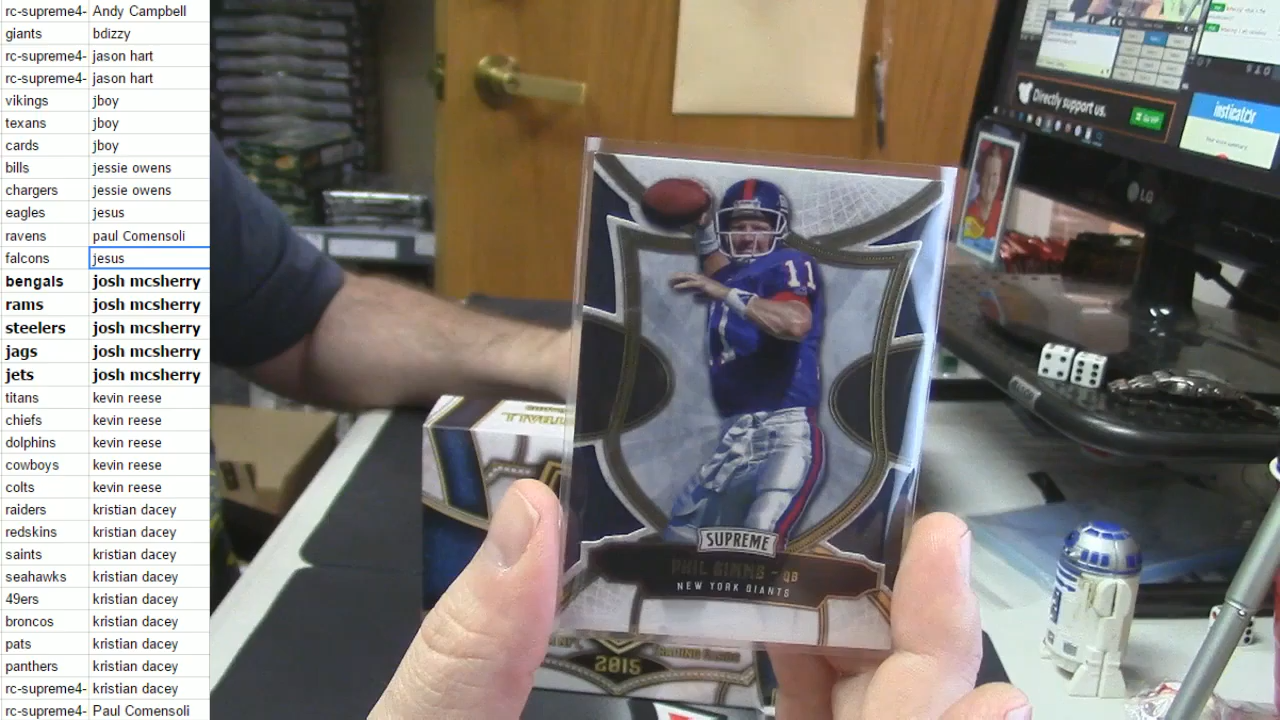 rc-supreme4- Andy Campbell
giants bdizzy
rc-supreme4- jason hart
rc-supreme4- jason hart
vikings jboy
texans jboy
cards jboy
bills jessie owens
chargers jessie owens
eagles jesus
ravens paul Comensoli
falcons jesus
bengals josh mcsherry
rams josh mcsherry
steelers josh mcsherry
jags josh mcsherry
jets josh mcsherry
titans kevin reese
chiefs kevin reese
dolphins kevin reese
cowboys kevin reese
colts kevin reese
raiders kristian dacey
redskins kristian dacey
saints kristian dacey
seahawks kristian dacey
49ers kristian dacey
broncos kristian dacey
pats kristian dacey
panthers kristian dacey
rc-supreme4- kristian dacey
rc-supreme4- Paul Comensoli
11
11
SUPREME
PHIL SIMMS - QB
NEW YORK GIANTS
2015
TRADING CARDS
Directly support us.
LG